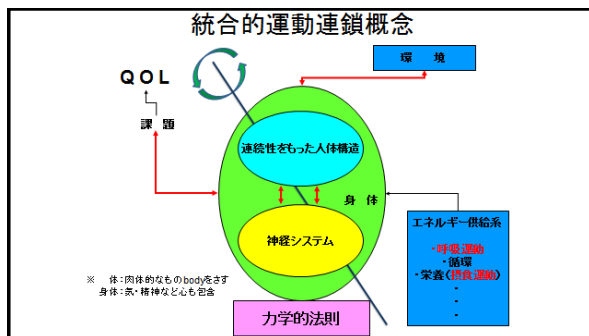 統合的運動連鎖概念
環 境
QOL
課 題
連続性をもった人体構造
身 体
神経システム
エネルギー供給系
・呼吸運動
・循環
・栄養(摂食運動)
・
・
・
※ 体:肉体的なものbodyをさす
身体:気・精神など心も包含
力学的法則